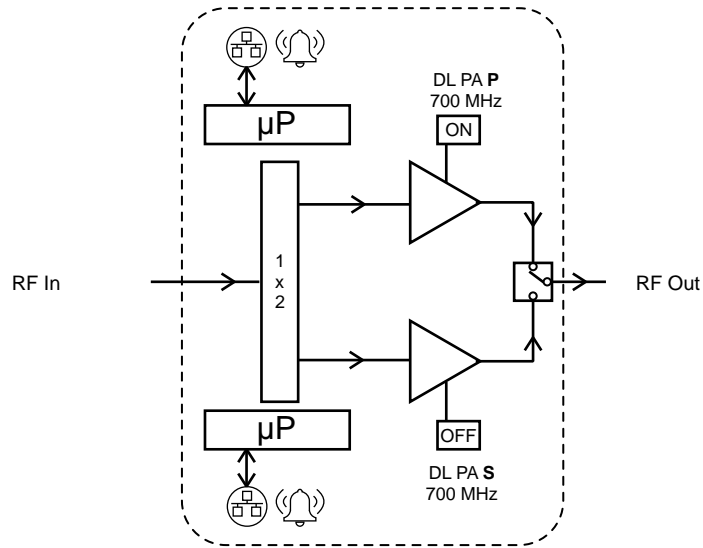 DL PA P
700 MHz
ON
µP
1
x
2
RF In
RF Out
µP
OFF
DL PA S
700 MHz